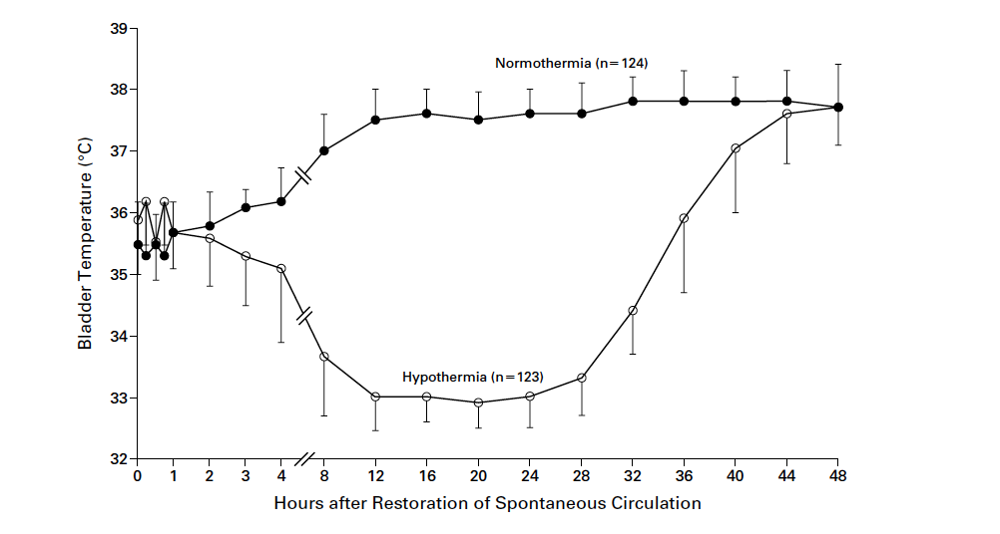 39
Normothermia (n=124)
38
37
36
35
34
33
32
Bladder Temperature (°C)
Hypothermia (n=123)
0 1 2 3 4 8 12 16 20 24 28 32 36 40 44 48
Hours after Restoration of Spontaneous Circulation